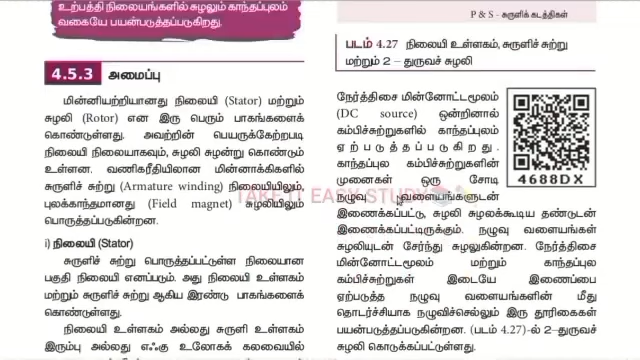 உற்பத்தி நிலையங்களில் சுழலும் காந்தப்புலம்
வகையே பயன்படுத்தப்படுகிறது.
4.5.3 அமைப்பு
மின்னியற்றியானது நிலையி (Stator) மற்றும்
சுழலி (Rotor) என இரு பெரும் பாகங்களைக்
கொண்டுள்ளது. அவற்றின் பெயருக்கேற்றபடி
நிலையி நிலையாகவும், சுழலி சுழன்று கொண்டும்
உள்ளன. வணிகரீதியிலான மின்னாக்கிகளில்
சுருளிச் சுற்று (Armature winding) நிலையியிலும்,
புலக்காந்தமானது (Field magnet) சுழலியிலும்
பொருத்தப்படுகின்றன.
i) நிலையி (Stator)
சுருளிச் சுற்று பொருத்தப்பட்டுள்ள நிலையான
பகுதி நிலையி எனப்படும். அது நிலையி உள்ளகம்
மற்றும் சுருளிச் சுற்று ஆகிய இரண்டு பாகங்களைக்
கொண்டுள்ளது.
நிலையி உள்ளகம் அல்லது சுருளி உள்ளகம்
இரும்பு அல்லது எஃகு உலோகக் கலவையில்
P & S - சுருளிக் கடத்திகள்
படம் 4.27 நிலையி உள்ளகம், சுருளிச் சுற்று
மற்றும் 2 – துருவச் சுழலி
நேர்த்திசை மின்னோட்டமூலம்
(DC source) ஒன்றினால்
கம்பிச்சுற்றுகளில் காந்தப்புலம்
ஏற்படுத்தப்படுகிறது.
காந்தப்புல கம்பிச்சுற்றுகளின்
முனைகள் ஒரு சோடி
நழுவு வளையங்களுடன்
இணைக்கப்பட்டு, சுழலி சுழலக்கூடிய தண்டுடன்
இணைக்கப்பட்டிருக்கும். நழுவு வளையங்கள்
சுழலியுடன் சேர்ந்து சுழலுகின்றன. நேர்த்திசை
மின்னோட்டமூலம் மற்றும் காந்தப்புல
கம்பிச்சுற்றுகள் இடையே இணைப்பை
ஏற்படுத்த நழுவு வளையங்களின் மீது
தொடர்ச்சியாக நழுவிச்செல்லும் இரு தூரிகைகள்
பயன்படுத்தப்படுகின்றன. (படம் 4.27)-ல் 2–துருவச்
சுழலி கொடுக்கப்பட்டுள்ளது.
4688DX
TAKE IT EASY STUDY